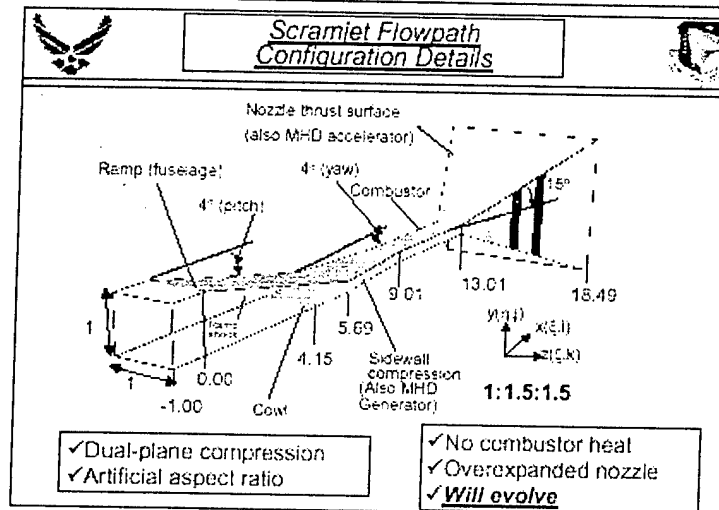 Scramjet Flowpath
Configuration Details
Nozzle thrust surface
(also MHD accelerator)
Ramp (fuselage)
4° (yaw)
Combustor
4° (pitch)
15°
1
1
-1.00
0.00
4.15
5.69
9.01
13.01
18.49
Cowl
Sidewall
compression
(Also MHD
Generator)
y(η,j)
x(ξ,i)
z(ζ,k)
1:1.5:1.5
✓Dual-plane compression
✓Artificial aspect ratio
✓No combustor heat
✓Overexpanded nozzle
✓Will evolve